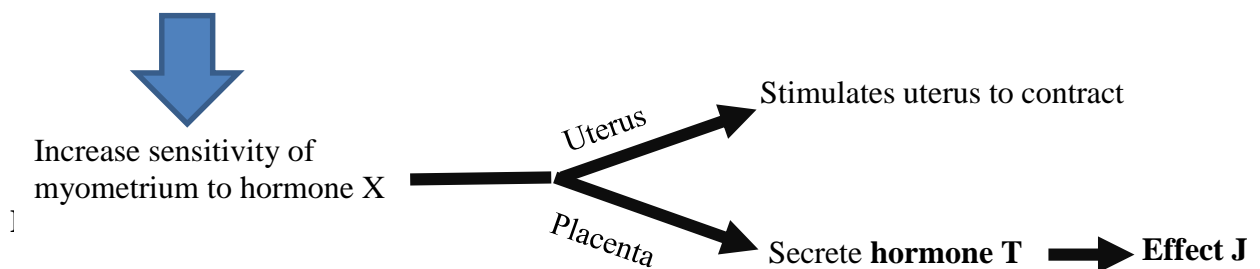 Stimulates uterus to contract
Uterus
Increase sensitivity of
myometrium to hormone X
Placenta
Secrete hormone T
Effect J